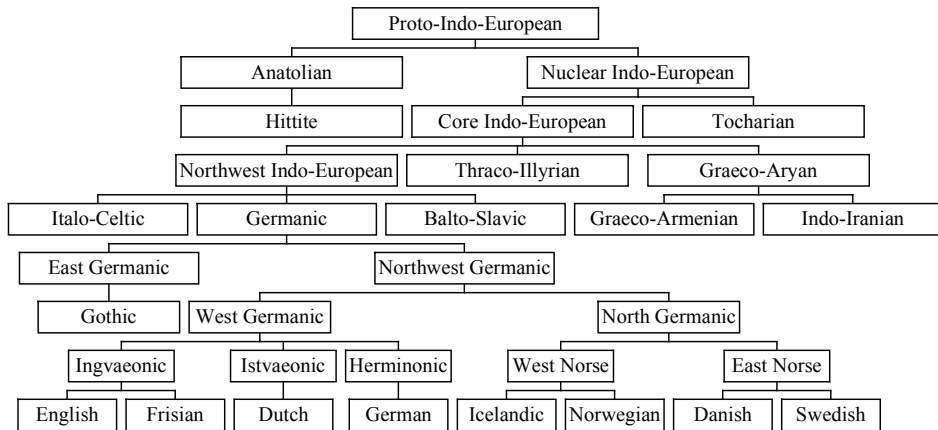 Proto-Indo-European
Anatolian
Nuclear Indo-European
Hittite
Core Indo-European
Tocharian
Northwest Indo-European
Thraco-Illyrian
Graeco-Aryan
Italo-Celtic
Germanic
Balto-Slavic
Graeco-Armenian
Indo-Iranian
East Germanic
Northwest Germanic
Gothic
West Germanic
North Germanic
Ingvaeonic
Istvaeonic
Herminonic
West Norse
East Norse
English
Frisian
Dutch
German
Icelandic
Norwegian
Danish
Swedish